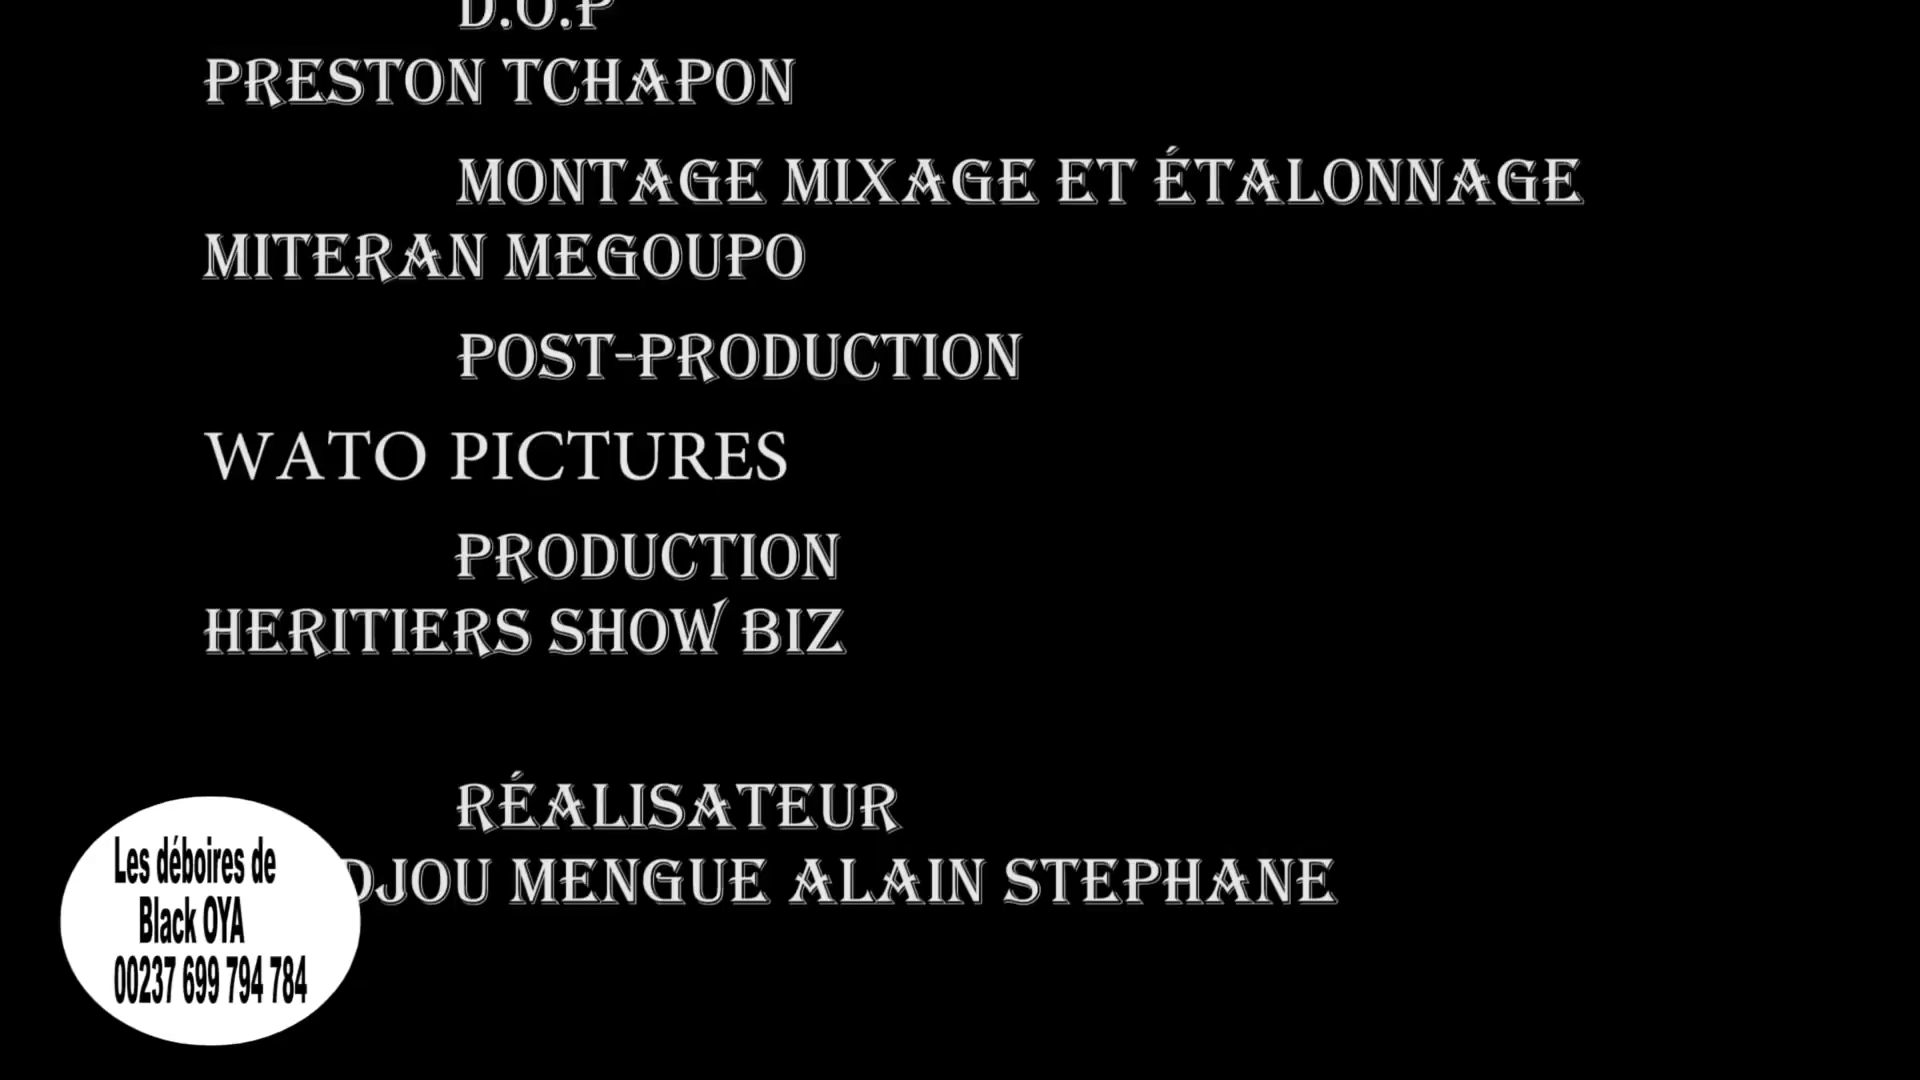 D.O.P
PRESTON TCHAPON
MONTAGE MIXAGE ET ÉTALONNAGE
MITERAN MEGOUPO
POST-PRODUCTION
WATO PICTURES
PRODUCTION
HERITIERS SHOW BIZ
RÉALISATEUR
MENGUE ALAIN STEPHANE
Les déboires de
Black OYA
00237 699 794 784